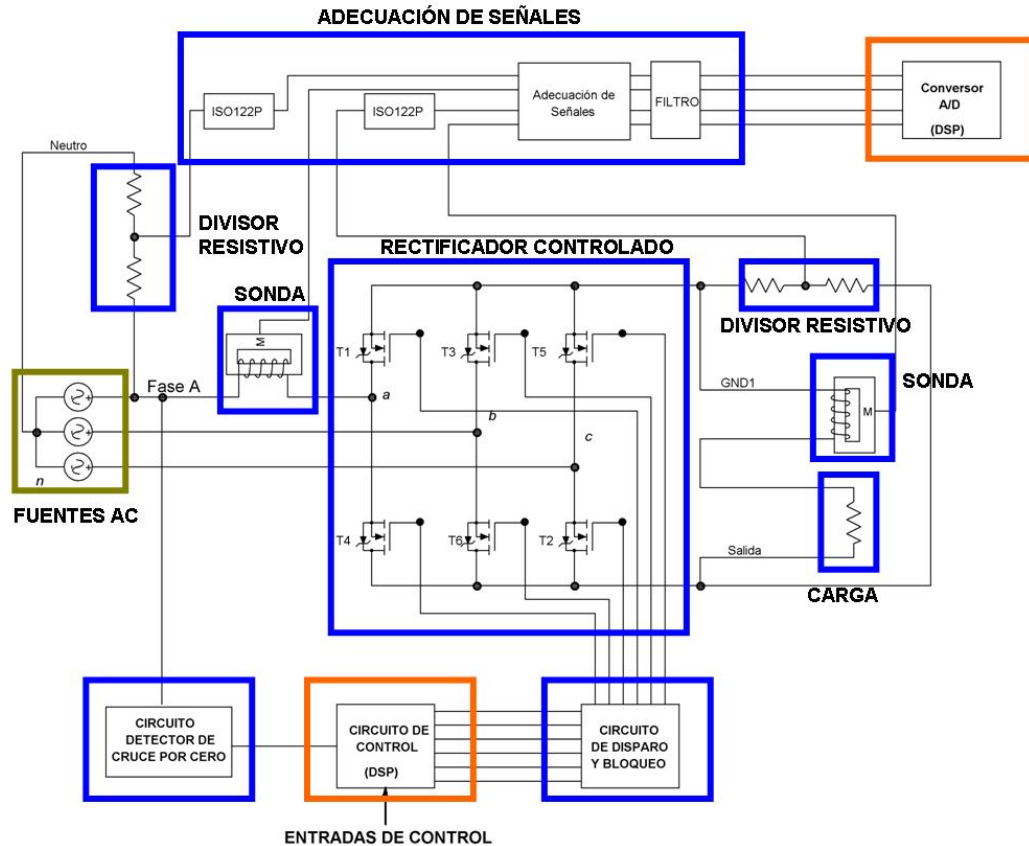 ADECUACIÓN DE SEÑALES
ISO122P
ISO122P
Adecuación de
Señales
FILTRO
Conversor
A/D
(DSP)
Neutro
DIVISOR
RESISTIVO
RECTIFICADOR CONTROLADO
SONDA
M
DIVISOR RESISTIVO
T1
T3
T5
Fase A
a
b
c
GND1
SONDA
M
n
FUENTES AC
T4
T6
T2
Salida
CARGA
CIRCUITO
DETECTOR DE
CRUCE POR CERO
CIRCUITO DE
CONTROL
(DSP)
CIRCUITO
DE DISPARO
Y BLOQUEO
ENTRADAS DE CONTROL